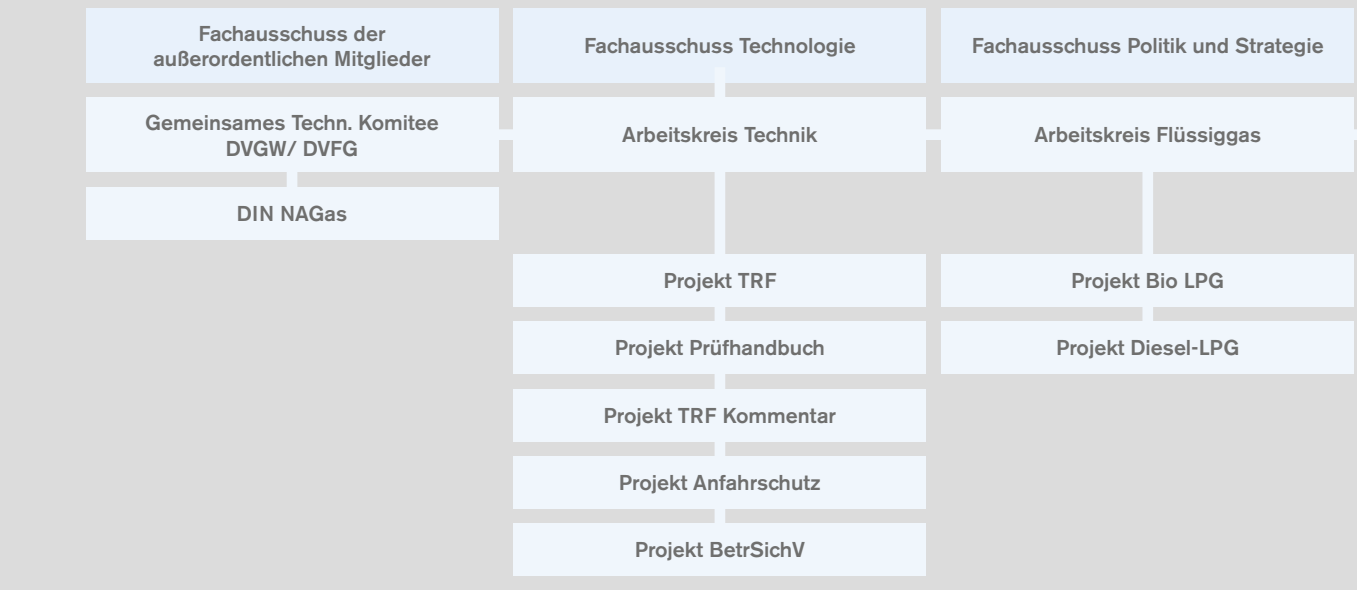 Fachausschuss der
außerordentlichen Mitglieder
Fachausschuss Technologie
Fachausschuss Politik und Strategie
Gemeinsames Techn. Komitee
DVGW/ DVFG
Arbeitskreis Technik
Arbeitskreis Flüssiggas
DIN NAGas
Projekt TRF
Projekt Bio LPG
Projekt Prüfhandbuch
Projekt Diesel-LPG
Projekt TRF Kommentar
Projekt Anfahrschutz
Projekt BetrSichV